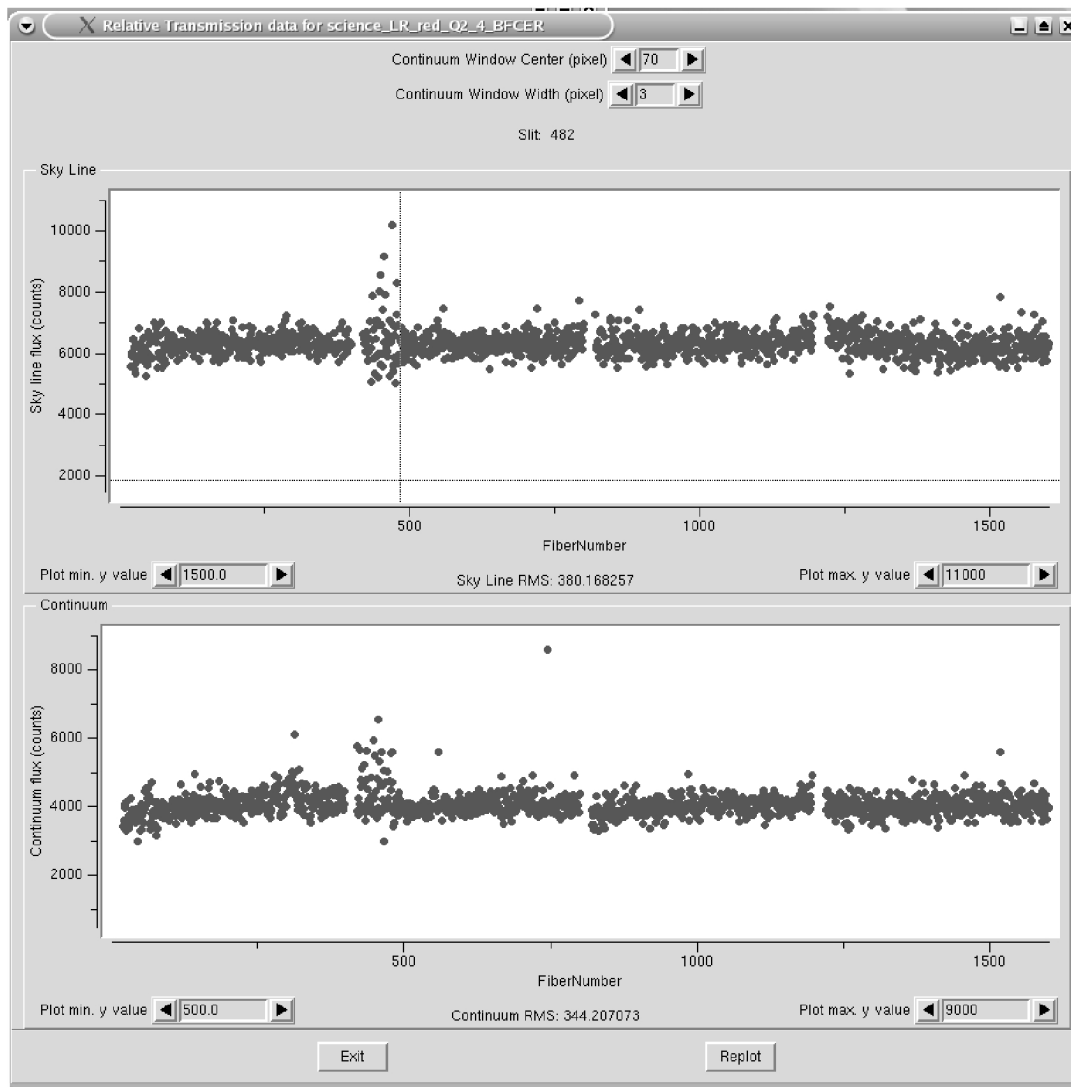 Relative Transmission data for science_LR_red_Q2_4_BFCER
Continuum Window Center (pixel) 70
Continuum Window Width (pixel) 3
Slit: 482
Sky Line
10000
8000
6000
4000
2000
Sky line flux (counts)
500 1000 1500
FiberNumber
Plot min. y value 1500.0 Sky Line RMS: 380.168257 Plot max. y value 11000
Continuum
8000
6000
4000
2000
Continuum flux (counts)
500 1000 1500
FiberNumber
Plot min. y value 500.0 Continuum RMS: 344.207073 Plot max. y value 9000
Exit Replot